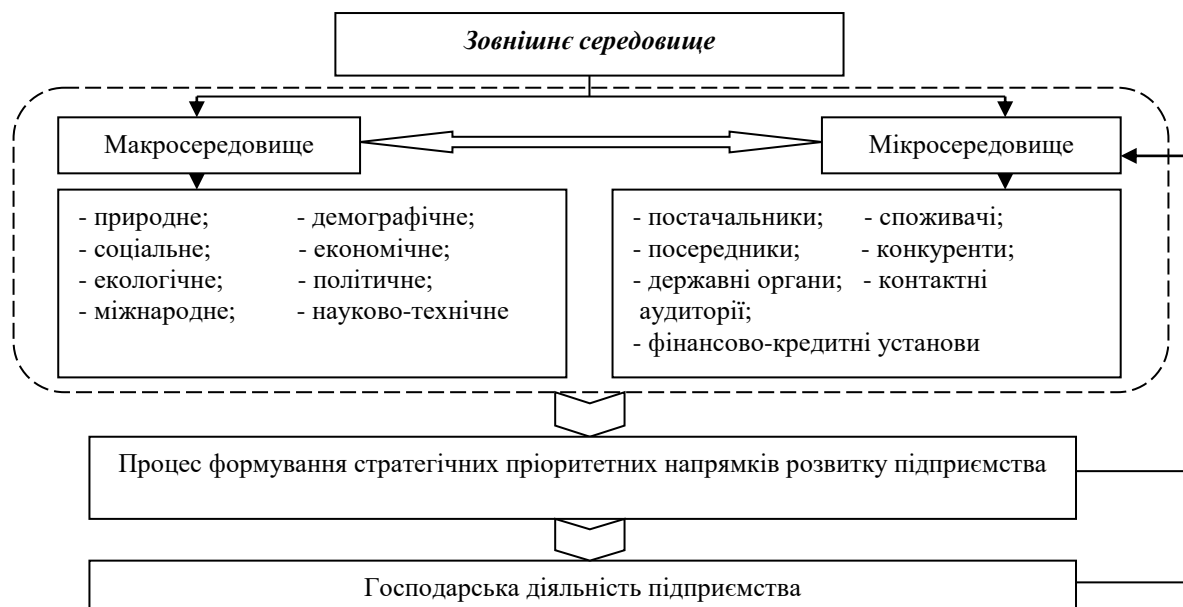 Зовнішнє середовище
Макросередовище
Мікросередовище
- природне; - демографічне;
- соціальне; - економічне;
- екологічне; - політичне;
- міжнародне; - науково-технічне
- постачальники; - споживачі;
- посередники; - конкуренти;
- державні органи; - контактні
аудиторії;
- фінансово-кредитні установи
Процес формування стратегічних пріоритетних напрямків розвитку підприємства
Господарська діяльність підприємства